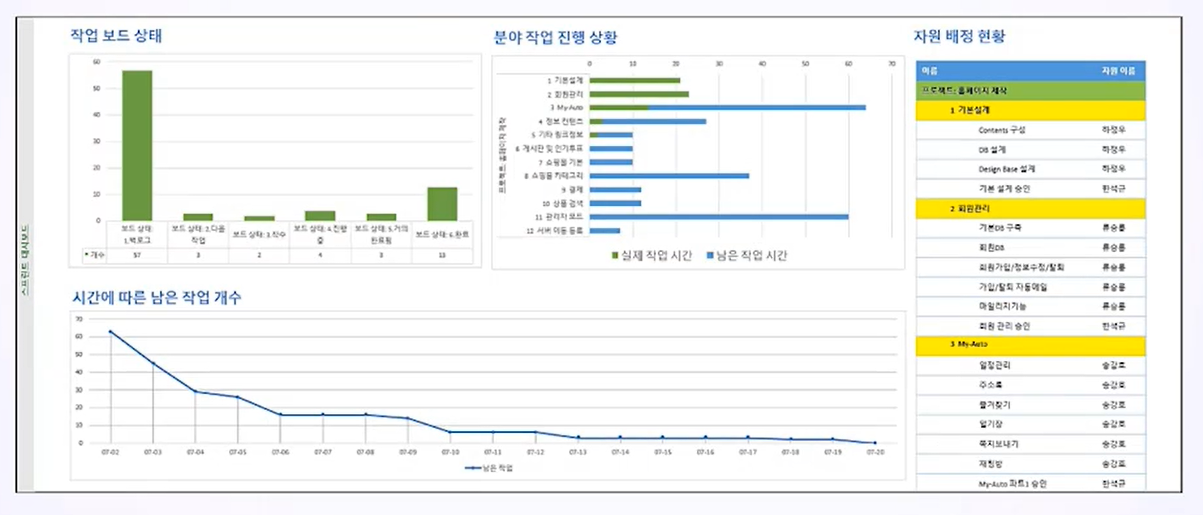 작업 보드 상태
60
50
40
30
20
10
0
보드 상태: 1.백로그
보드 상태: 2.다음 작업
보드 상태: 3.착수
보드 상태: 4.진행 중
보드 상태: 5.거의 완료됨
보드 상태: 6.완료
개수 57 3 2 4 3 13
분야 작업 진행 상황
0 10 20 30 40 50 60 70
프로젝트: 홈페이지 제작
1 기본설계
2 회원관리
3 My-Auto
4 정보 컨텐츠
5 기타 링크정보
6 게시판 및 인기투표
7 쇼핑몰 기본
8 쇼핑몰 카테고리
9 결제
10 상품 검색
11 관리자 모드
12 서버 이동 등록
실제 작업 시간 남은 작업 시간
자원 배정 현황
이름 자원 이름
프로젝트: 홈페이지 제작
1 기본설계
Contents 구성 하정우
DB 설계 하정우
Design Base 설계 하정우
기본 설계 승인 한석규
2 회원관리
기본DB 구축 류승룡
회원DB 류승룡
회원가입/정보수정/탈퇴 류승룡
가입/탈퇴 자동메일 류승룡
마일리지기능 류승룡
회원 관리 승인 한석규
3 My-Auto
일정관리 송강호
주소록 송강호
즐겨찾기 송강호
일기장 송강호
쪽지보내기 송강호
채팅방 송강호
My-Auto 파트1 승인 한석규
스프린트 대시보드
시간에 따른 남은 작업 개수
70
60
50
40
30
20
10
0
07-02 07-03 07-04 07-05 07-06 07-07 07-08 07-09 07-10 07-11 07-12 07-13 07-14 07-15 07-16 07-17 07-18 07-19 07-20
남은 작업